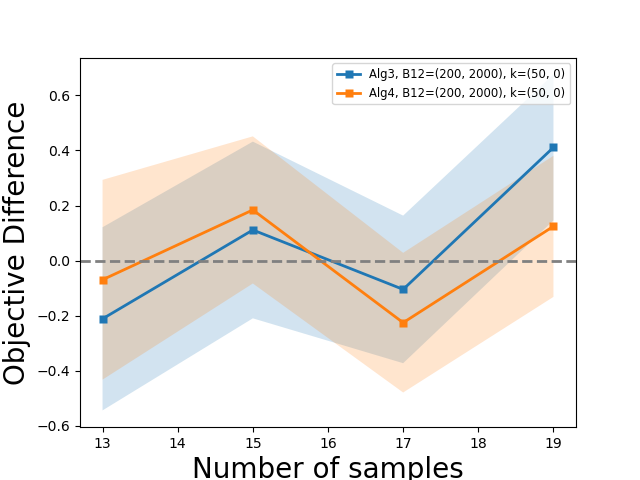 Alg3, B12=(200, 2000), k=(50, 0)
Alg4, B12=(200, 2000), k=(50, 0)
Objective Difference
0.6
0.4
0.2
0.0
−0.2
−0.4
−0.6
13 14 15 16 17 18 19
Number of samples